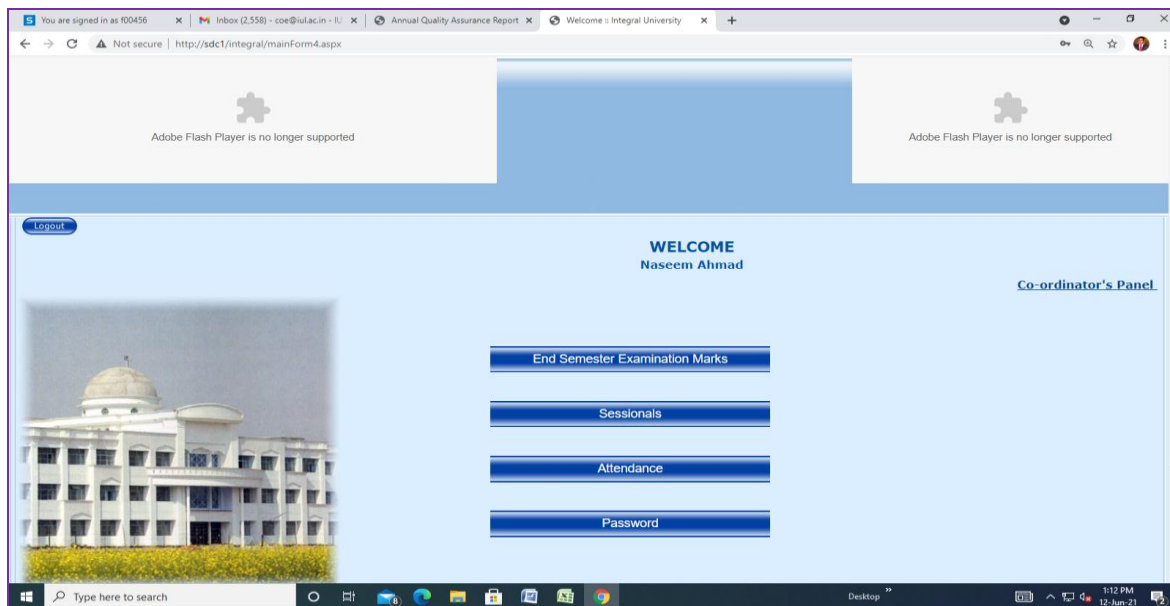 You are signed in as f00456
Inbox (2,558) - coe@iul.ac.in - IU
Annual Quality Assurance Report
Welcome :: Integral University
Not secure | http://sdc1/integral/mainForm4.aspx
Adobe Flash Player is no longer supported
Adobe Flash Player is no longer supported
Logout
WELCOME
Naseem Ahmad
Co-ordinator's Panel
End Semester Examination Marks
Sessionals
Attendance
Password
Type here to search
8
Desktop
1:12 PM
12-Jun-21
2